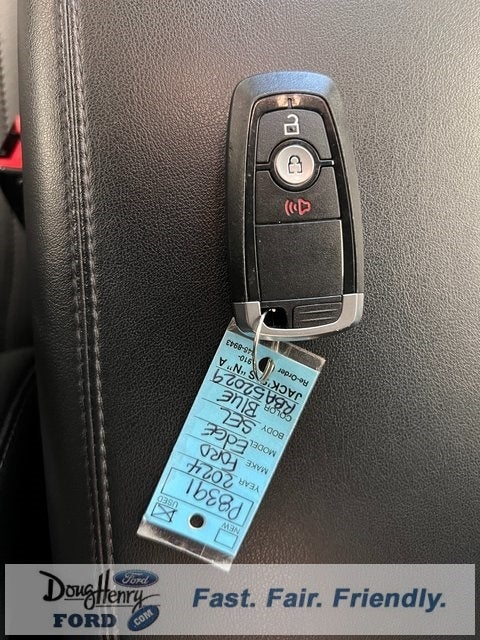 NEW
USED
P8391
YEAR 2024
MAKE FORD
MODEL EDGE
BODY SEL
COLOR BLUE
RBA52029
JACK'S "N" A
Re-Order
Doug Henry
Ford
FORD
.COM
Fast. Fair. Friendly.